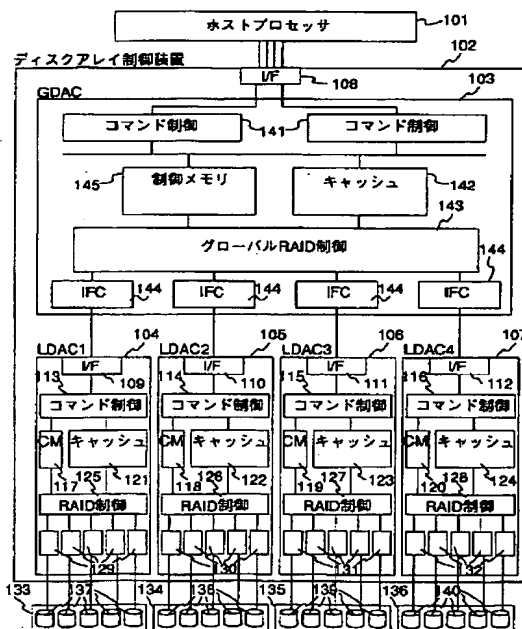 ホストプロセッサ
101
ディスクアレイ制御装置
102
I/F
108
GDAC
103
コマンド制御
141
コマンド制御
145
制御メモリ
キャッシュ
142
143
グローバルRAID制御
144
IFC
144
IFC
144
IFC
144
IFC
LDAC1
104
LDAC2
105
LDAC3
106
LDAC4
107
I/F
I/F
I/F
I/F
113
109
114
110
115
111
116
112
コマンド制御
コマンド制御
コマンド制御
コマンド制御
CM
キャッシュ
CM
キャッシュ
CM
キャッシュ
CM
キャッシュ
117
125
121
118
126
122
119
127
123
120
128
124
RAID制御
RAID制御
RAID制御
RAID制御
129
130
131
132
133
137
134
135
139
136
140